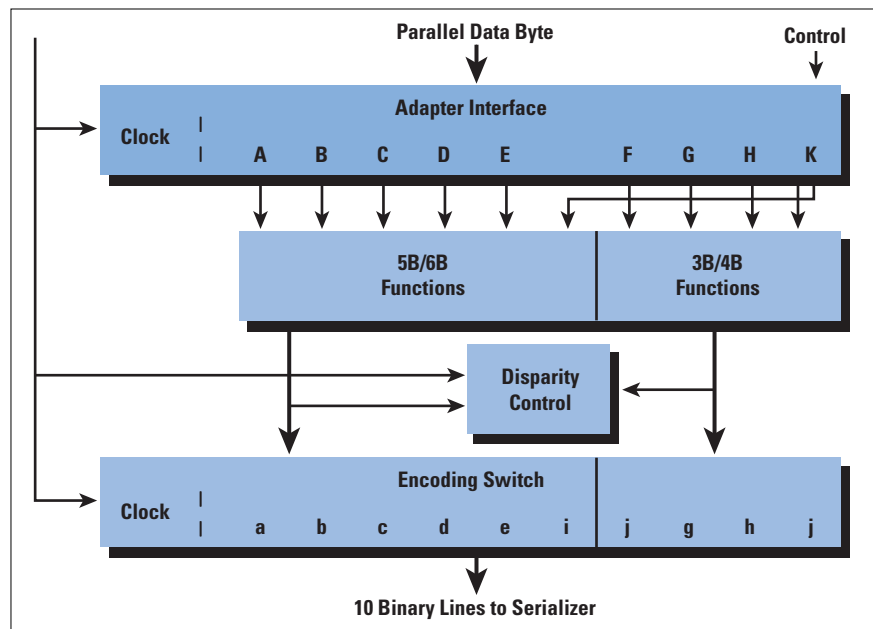 Parallel Data Byte
Control
Adapter Interface
Clock
A B C D E F G H K
5B/6B
Functions
3B/4B
Functions
Disparity
Control
Encoding Switch
Clock
a b c d e i j g h j
10 Binary Lines to Serializer